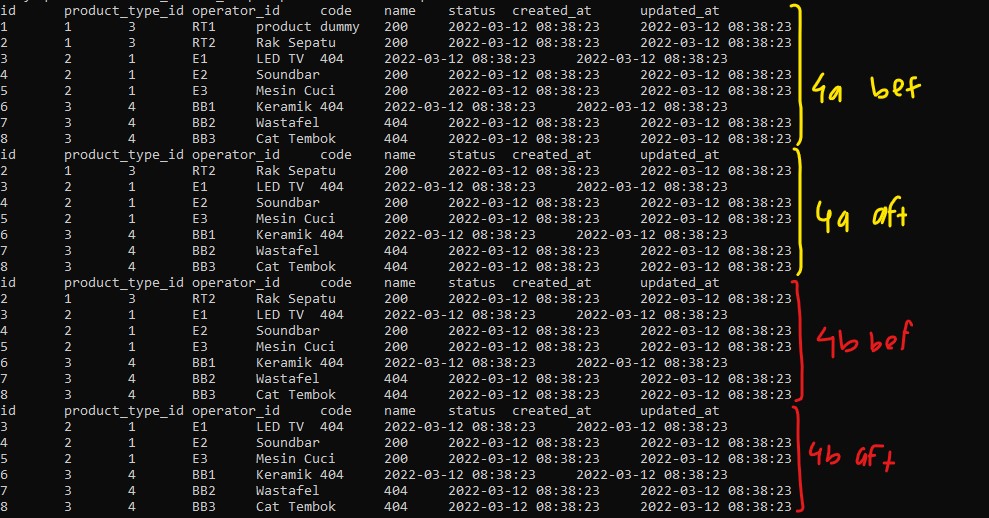 id product_type_id operator_id code name status created_at updated_at
1 1 3 RT1 product dummy 200 2022-03-12 08:38:23 2022-03-12 08:38:23
2 1 3 RT2 Rak Sepatu 200 2022-03-12 08:38:23 2022-03-12 08:38:23
3 2 1 E1 LED TV 404 2022-03-12 08:38:23 2022-03-12 08:38:23
4 2 1 E2 Soundbar 200 2022-03-12 08:38:23 2022-03-12 08:38:23
5 2 1 E3 Mesin Cuci 200 2022-03-12 08:38:23 2022-03-12 08:38:23
6 3 4 BB1 Keramik 404 2022-03-12 08:38:23 2022-03-12 08:38:23
7 3 4 BB2 Wastafel 404 2022-03-12 08:38:23 2022-03-12 08:38:23
8 3 4 BB3 Cat Tembok 404 2022-03-12 08:38:23 2022-03-12 08:38:23
4a bef
id product_type_id operator_id code name status created_at updated_at
2 1 3 RT2 Rak Sepatu 200 2022-03-12 08:38:23 2022-03-12 08:38:23
3 2 1 E1 LED TV 404 2022-03-12 08:38:23 2022-03-12 08:38:23
4 2 1 E2 Soundbar 200 2022-03-12 08:38:23 2022-03-12 08:38:23
5 2 1 E3 Mesin Cuci 200 2022-03-12 08:38:23 2022-03-12 08:38:23
6 3 4 BB1 Keramik 404 2022-03-12 08:38:23 2022-03-12 08:38:23
7 3 4 BB2 Wastafel 404 2022-03-12 08:38:23 2022-03-12 08:38:23
8 3 4 BB3 Cat Tembok 404 2022-03-12 08:38:23 2022-03-12 08:38:23
4a aft
id product_type_id operator_id code name status created_at updated_at
2 1 3 RT2 Rak Sepatu 200 2022-03-12 08:38:23 2022-03-12 08:38:23
3 2 1 E1 LED TV 404 2022-03-12 08:38:23 2022-03-12 08:38:23
4 2 1 E2 Soundbar 200 2022-03-12 08:38:23 2022-03-12 08:38:23
5 2 1 E3 Mesin Cuci 200 2022-03-12 08:38:23 2022-03-12 08:38:23
6 3 4 BB1 Keramik 404 2022-03-12 08:38:23 2022-03-12 08:38:23
7 3 4 BB2 Wastafel 404 2022-03-12 08:38:23 2022-03-12 08:38:23
8 3 4 BB3 Cat Tembok 404 2022-03-12 08:38:23 2022-03-12 08:38:23
4b bef
id product_type_id operator_id code name status created_at updated_at
3 2 1 E1 LED TV 404 2022-03-12 08:38:23 2022-03-12 08:38:23
4 2 1 E2 Soundbar 200 2022-03-12 08:38:23 2022-03-12 08:38:23
5 2 1 E3 Mesin Cuci 200 2022-03-12 08:38:23 2022-03-12 08:38:23
6 3 4 BB1 Keramik 404 2022-03-12 08:38:23 2022-03-12 08:38:23
7 3 4 BB2 Wastafel 404 2022-03-12 08:38:23 2022-03-12 08:38:23
8 3 4 BB3 Cat Tembok 404 2022-03-12 08:38:23 2022-03-12 08:38:23
4b aft